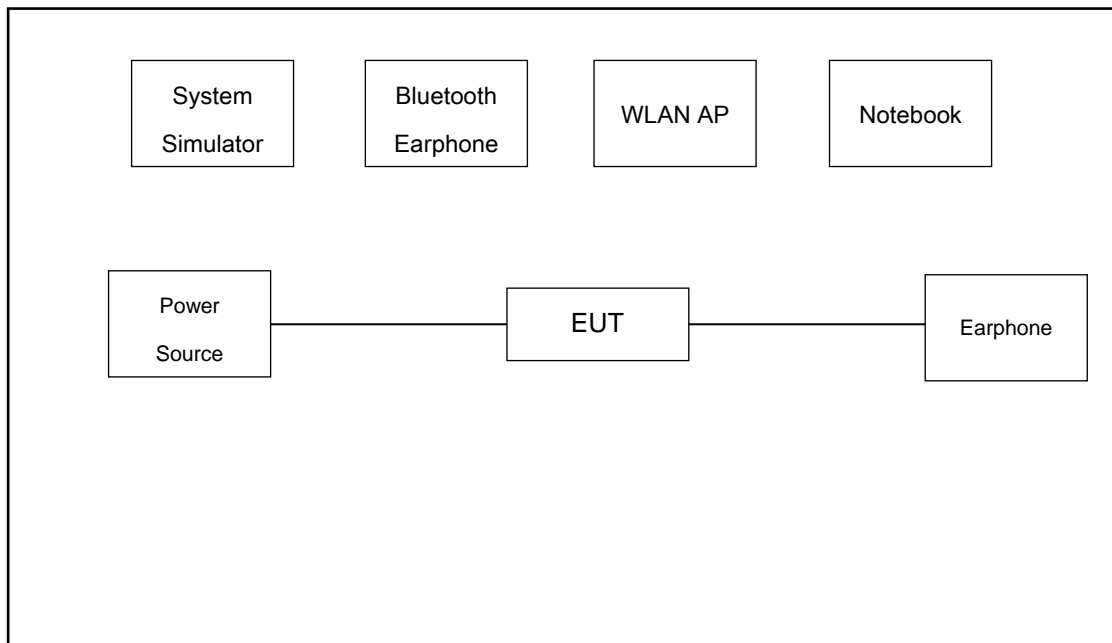 System
Simulator
Bluetooth
Earphone
WLAN AP
Notebook
Power
Source
EUT
Earphone